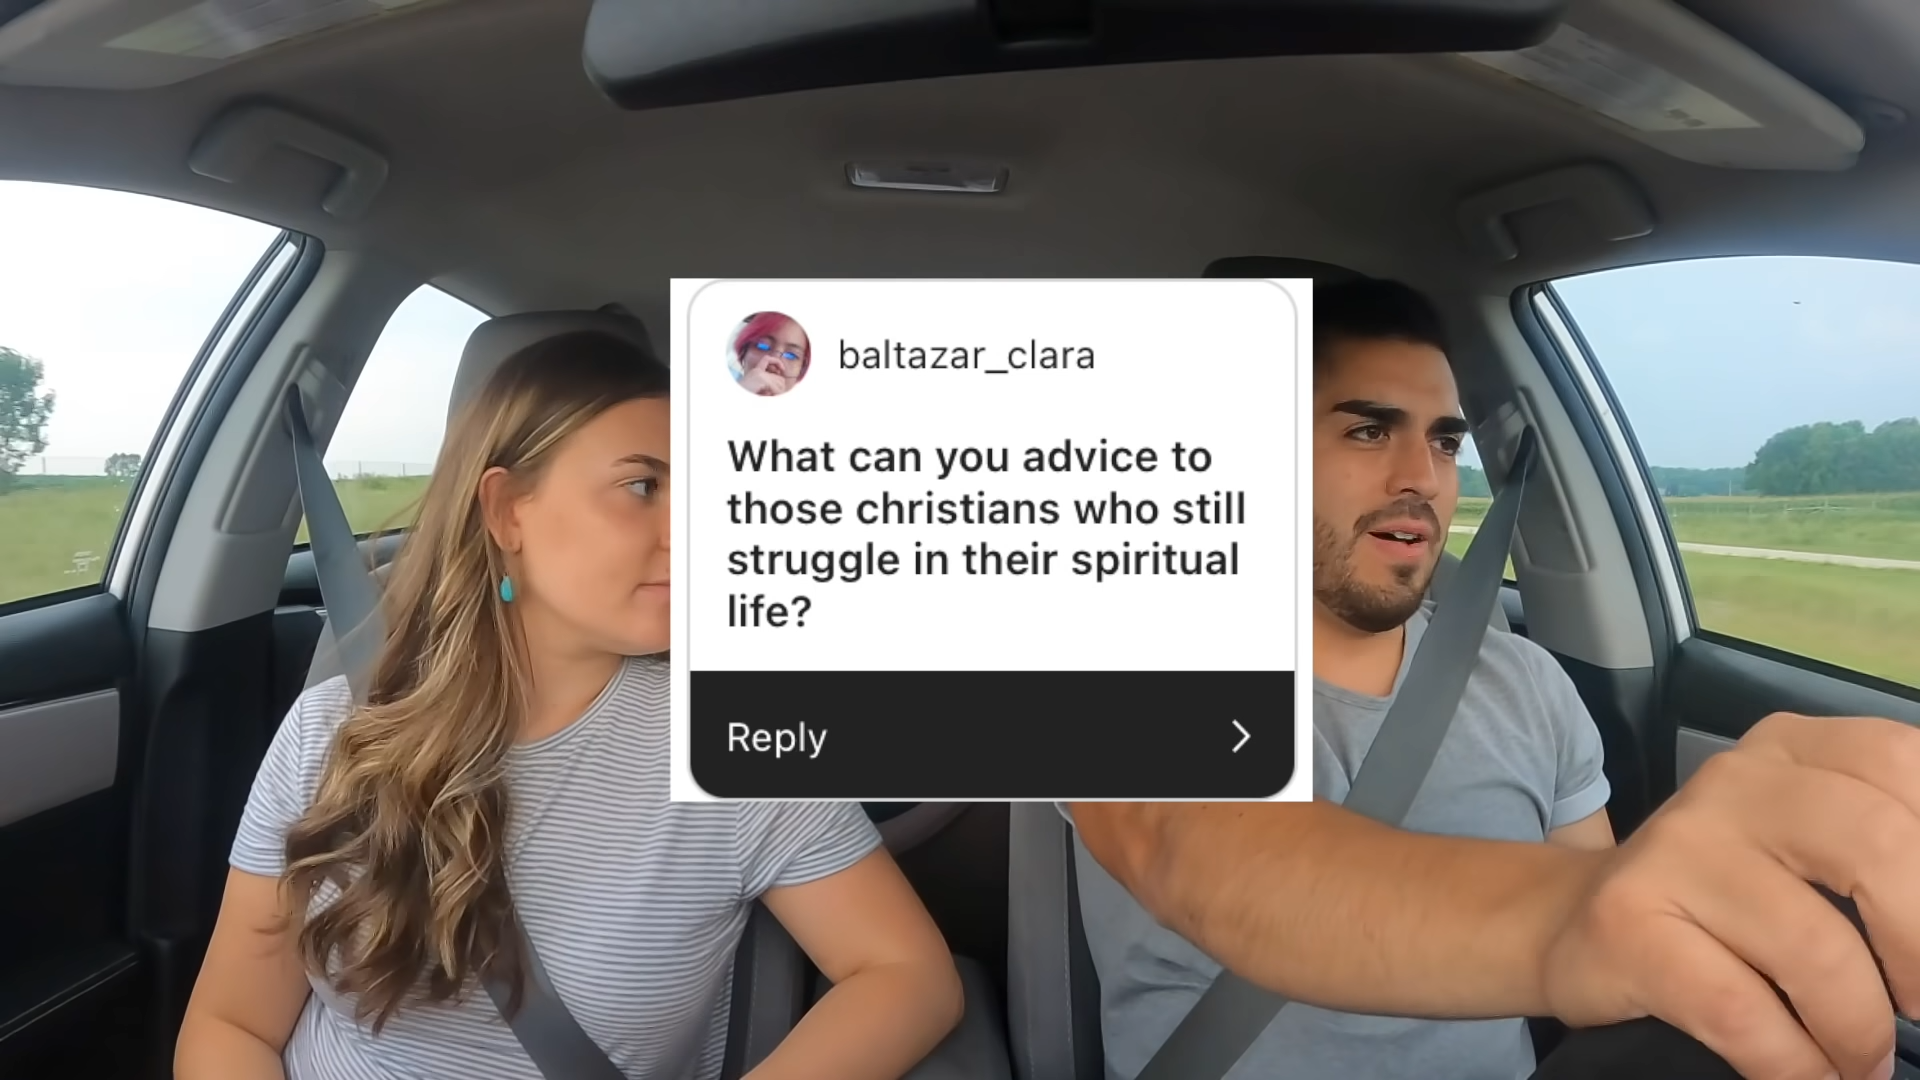 baltazar_clara
What can you advice to
those christians who still
struggle in their spiritual
life?
Reply